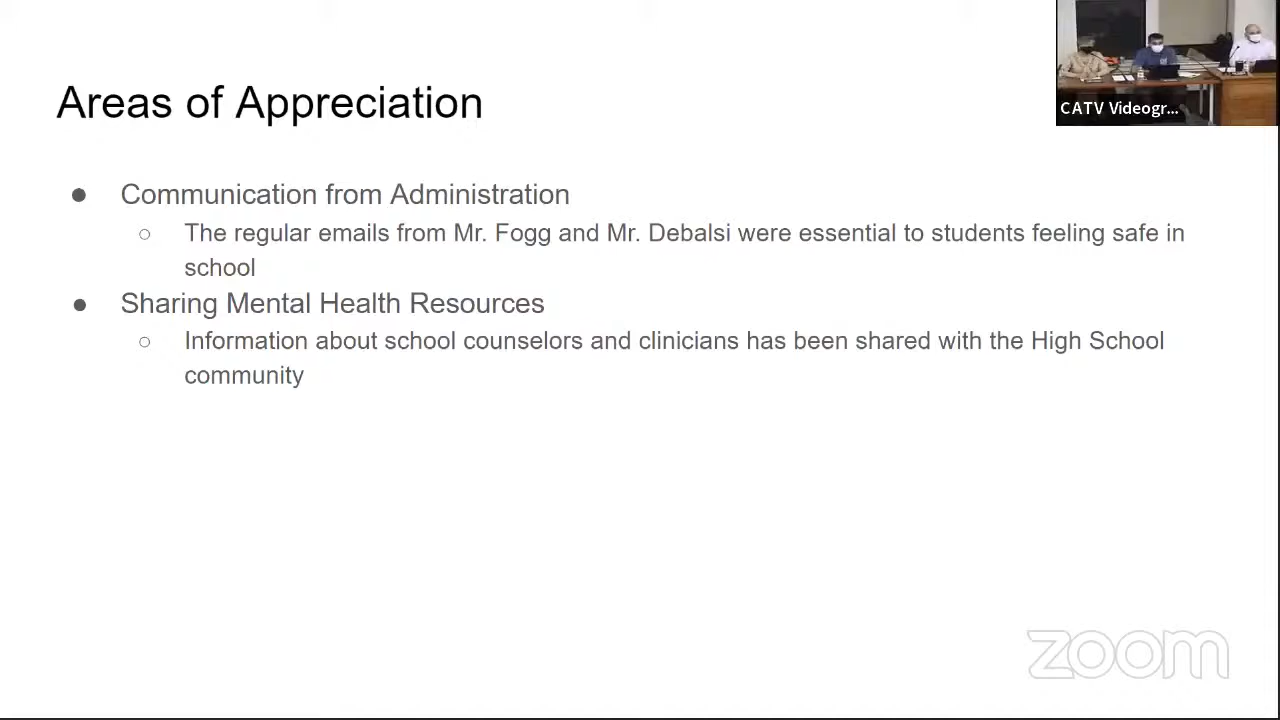 Areas of Appreciation
CATV Videogr...
● Communication from Administration
○ The regular emails from Mr. Fogg and Mr. Debalsi were essential to students feeling safe in
school
● Sharing Mental Health Resources
○ Information about school counselors and clinicians has been shared with the High School
community
zoom